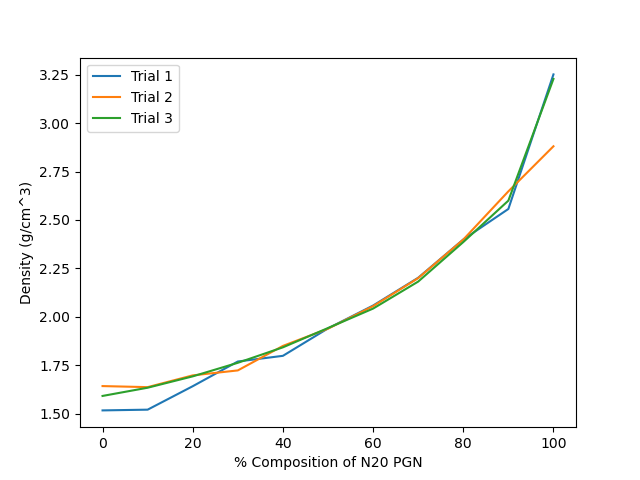 Trial 1
Trial 2
Trial 3
3.25
3.00
2.75
2.50
2.25
2.00
1.75
1.50
Density (g/cm^3)
0 20 40 60 80 100
% Composition of N20 PGN